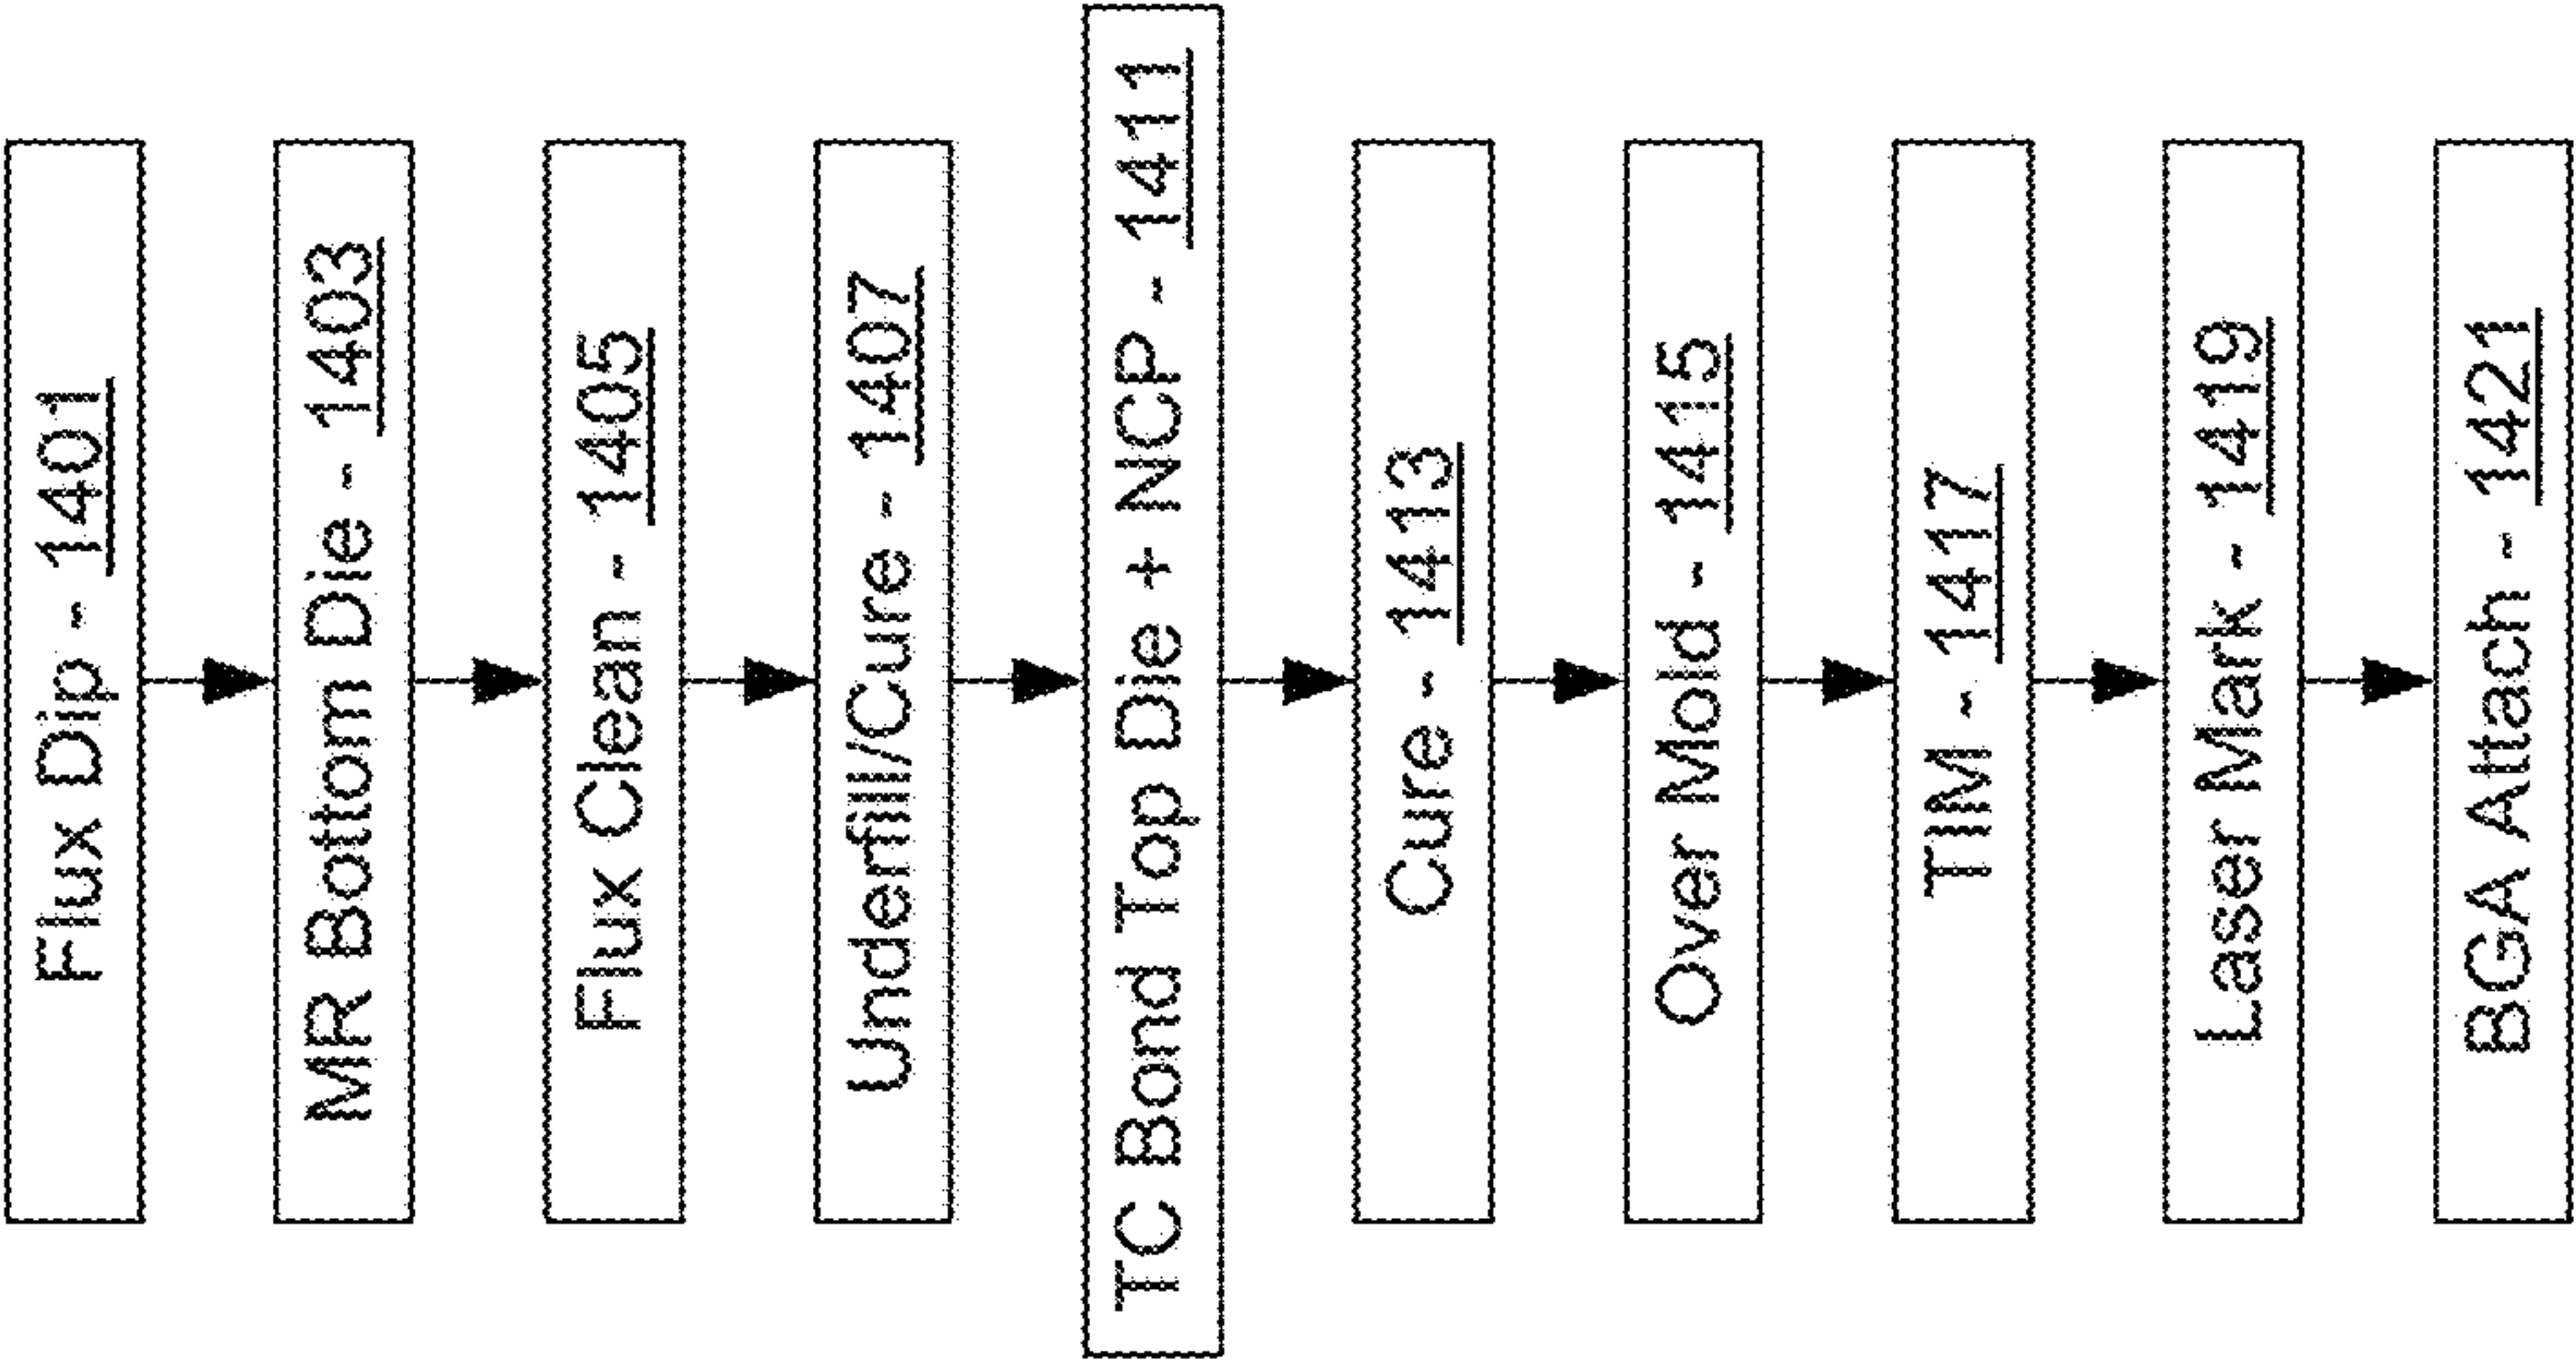 Flux Dip - 1401
MR Bottom Die - 1403
Flux Clean - 1405
Underfill/Cure - 1407
TC Bond Top Die + NCP - 1411
Cure - 1413
Over Mold - 1415
TIM - 1417
Laser Mark - 1419
BGA Attach - 1421